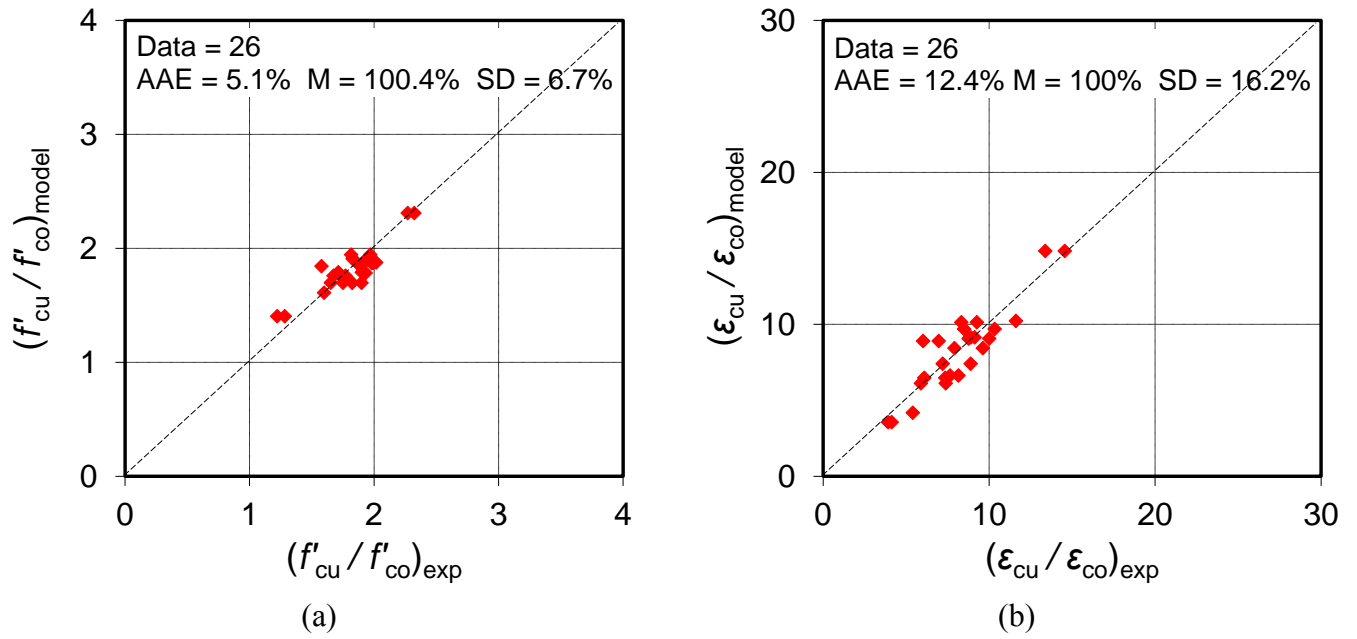 4
Data = 26
AAE = 5.1% M = 100.4% SD = 6.7%
3
2
1
0
(f'cu / f'co)model
0 1 2 3 4
(f'cu / f'co)exp
(a)
30
Data = 26
AAE = 12.4% M = 100% SD = 16.2%
20
10
0
(εcu / εco)model
0 10 20 30
(εcu / εco)exp
(b)